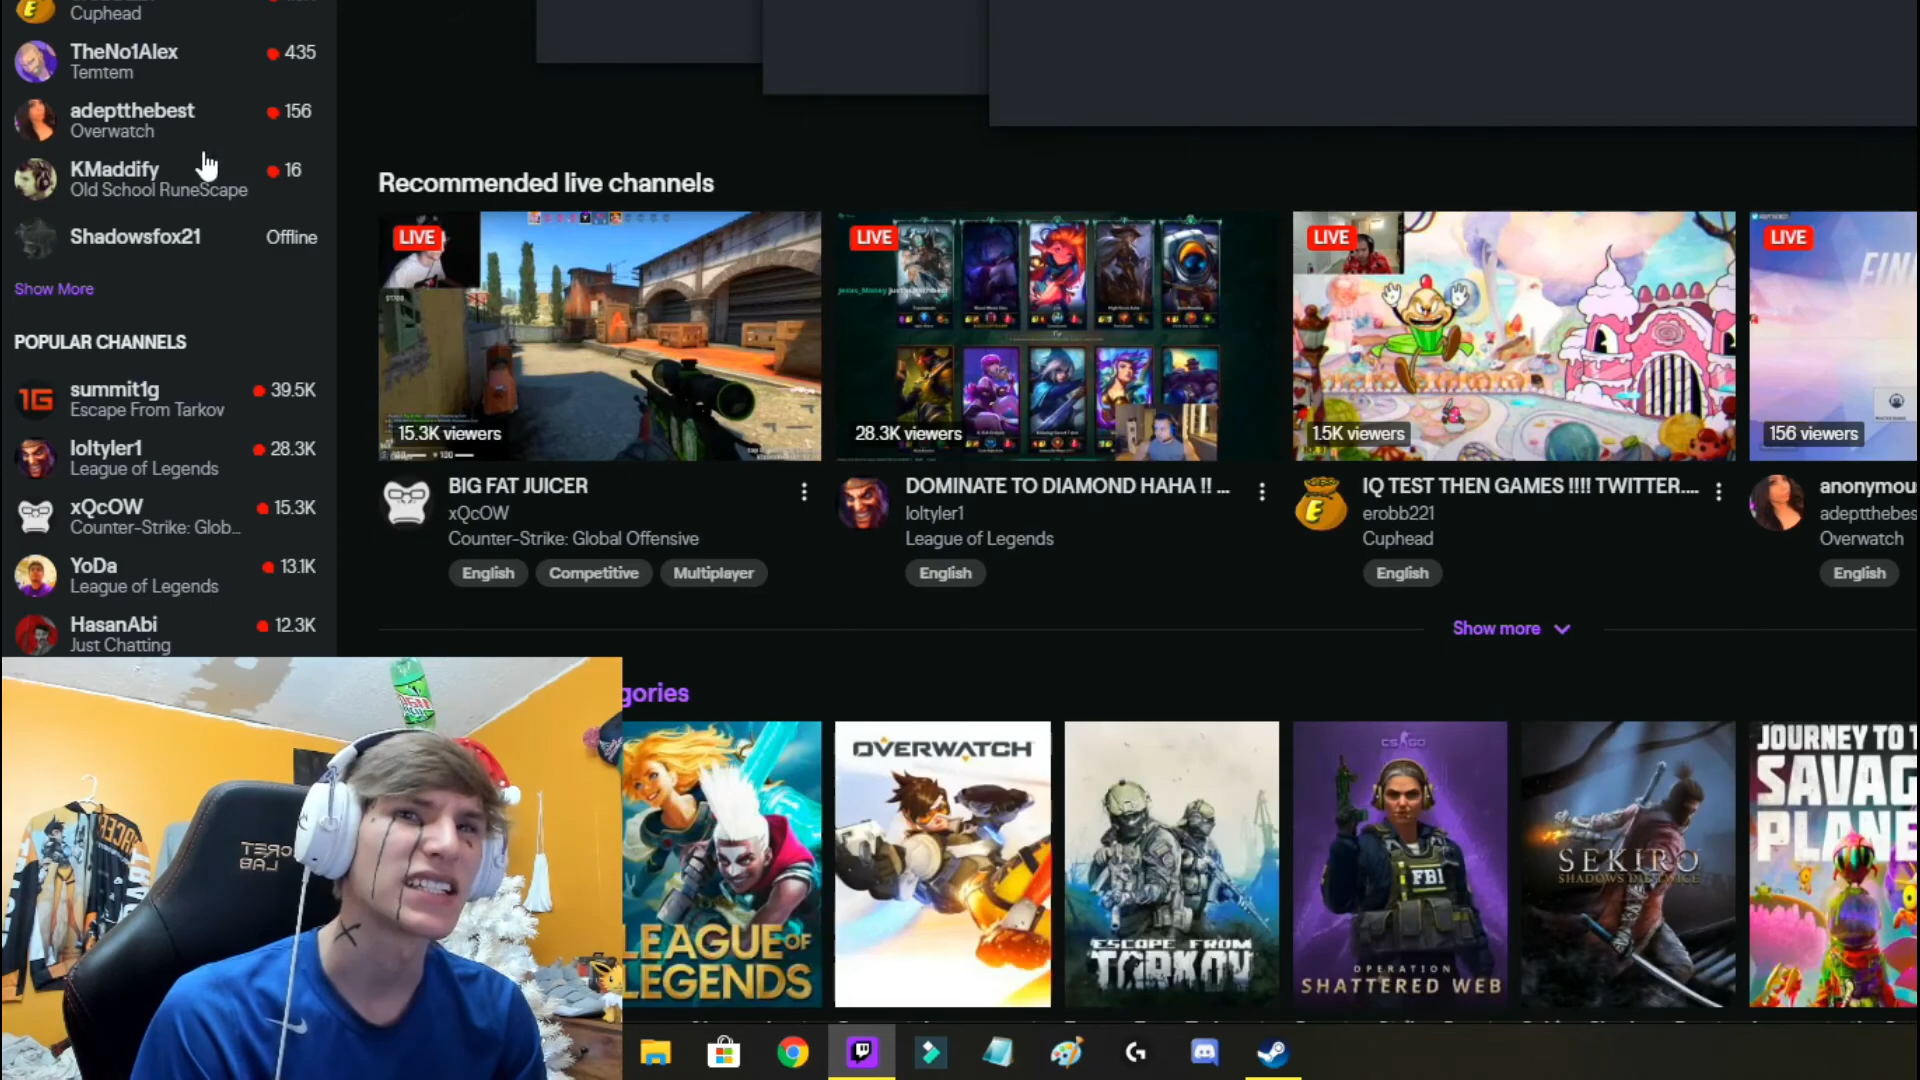 Cuphead
TheNo1Alex
435
Temtem
adeptthebest
156
Overwatch
KMaddify
16
Old School RuneScape
Shadowsfox21
Offline
Show More
POPULAR CHANNELS
summit1g
39.5K
Escape From Tarkov
loltyler1
28.3K
League of Legends
xQcOW
15.3K
Counter-Strike: Glob...
YoDa
13.1K
League of Legends
HasanAbi
12.3K
Just Chatting
Recommended live channels
LIVE
15.3K viewers
BIG FAT JUICER
xQcOW
Counter-Strike: Global Offensive
English Competitive Multiplayer
LIVE
28.3K viewers
DOMINATE TO DIAMOND HAHA !! ...
loltyler1
League of Legends
English
LIVE
1.5K viewers
IQ TEST THEN GAMES !!!! TWITTER....
erobb221
Cuphead
English
LIVE
FIN
156 viewers
anonymou
adeptthebes
Overwatch
English
Show more
gories
LEAGUE OF
LEGENDS
OVERWATCH
ESCAPE FROM
TARKOV
CS GO
FBI
OPERATION
SHATTERED WEB
SEKIRO
SHADOWS DIE TWICE
JOURNEY TO T
SAVAG
PLANE
SECRET
LAB